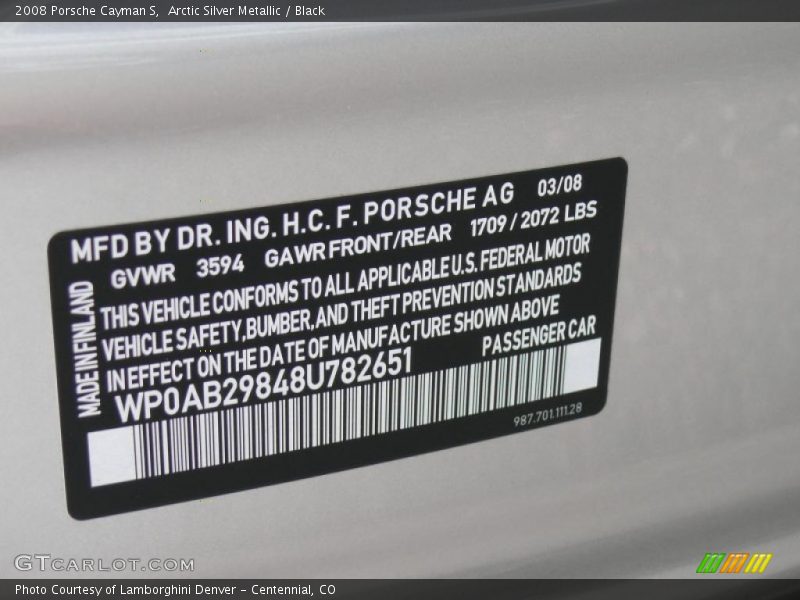 2008 Porsche Cayman S,  Arctic Silver Metallic / Black
MFD BY DR. ING. H.C. F. PORSCHE AG 03/08
GVWR 3594 GAWR FRONT/REAR 1709 / 2072 LBS
MADE IN FINLAND
THIS VEHICLE CONFORMS TO ALL APPLICABLE U.S. FEDERAL MOTOR
VEHICLE SAFETY, BUMBER, AND THEFT PREVENTION STANDARDS
IN EFFECT ON THE DATE OF MANUFACTURE SHOWN ABOVE
WP0AB29848U782651 PASSENGER CAR
987.701.111.28
GTCARLOT.COM
Photo Courtesy of Lamborghini Denver - Centennial, CO